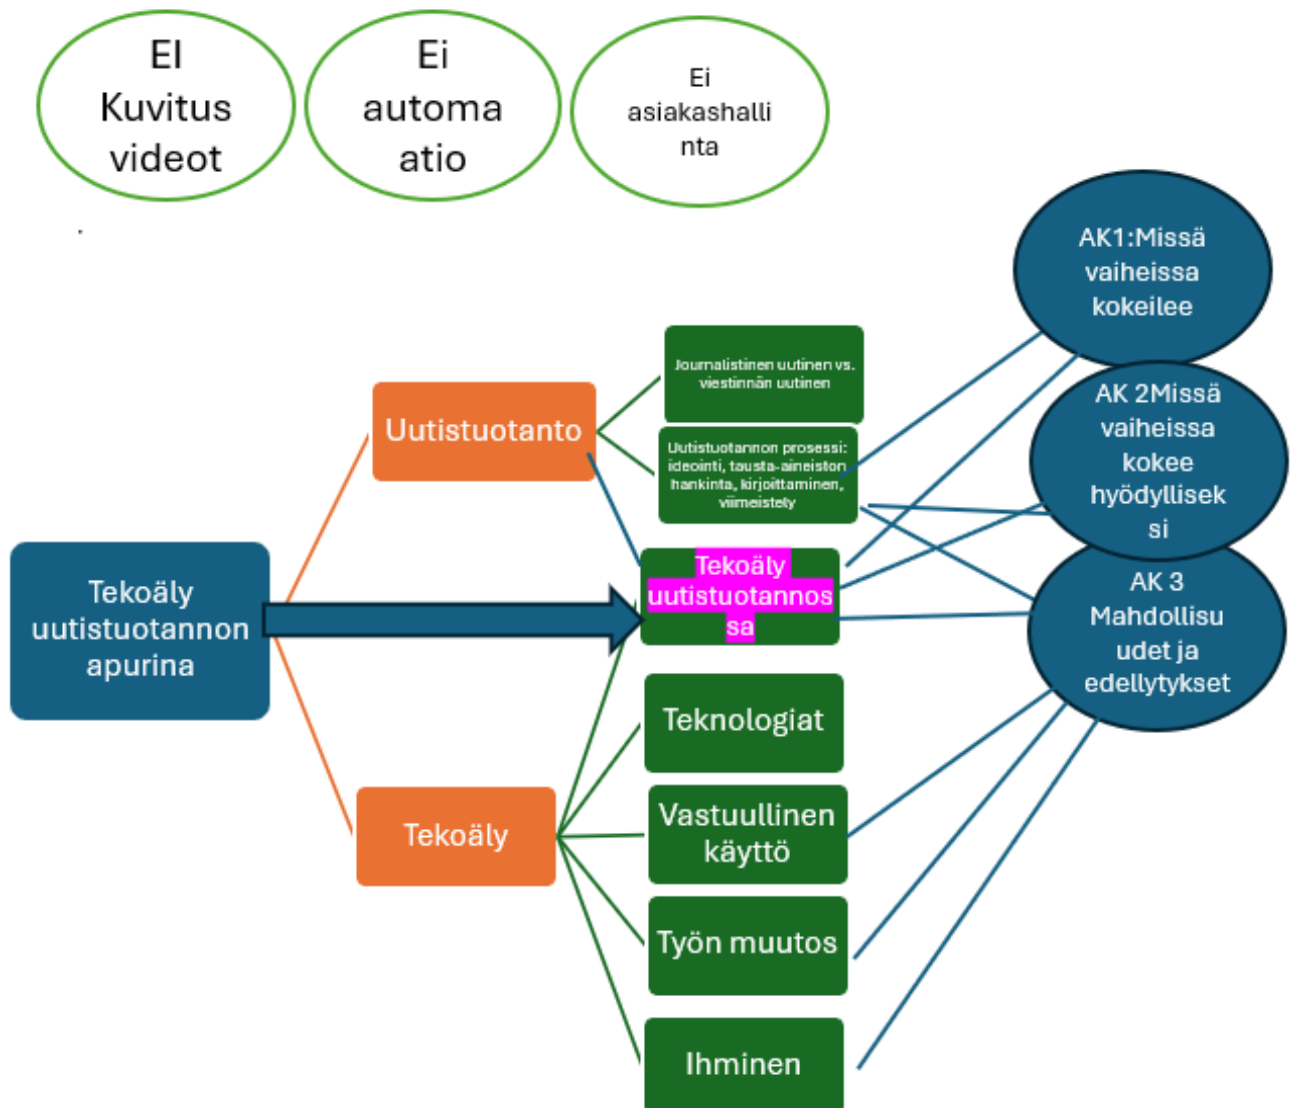 EI
Kuvitus
videot
Ei
automa
atio
Ei
asiakashalli
nta
.
AK1:Missä
vaiheissa
kokeilee
AK 2Missä
vaiheissa
kokee
hyödyllisek
si
AK 3
Mahdollisu
udet ja
edellytykset
Tekoäly
uutistuotannon
apurina
Uutistuotanto
Tekoäly
Journalistinen uutinen vs.
viestinnän uutinen
Uutistuotannon prosessi:
ideointi, tausta-aineiston
hankinta, kirjoittaminen,
viimeistely
Tekoäly
uutistuotannos
sa
Teknologiat
Vastuullinen
käyttö
Työn muutos
Ihminen